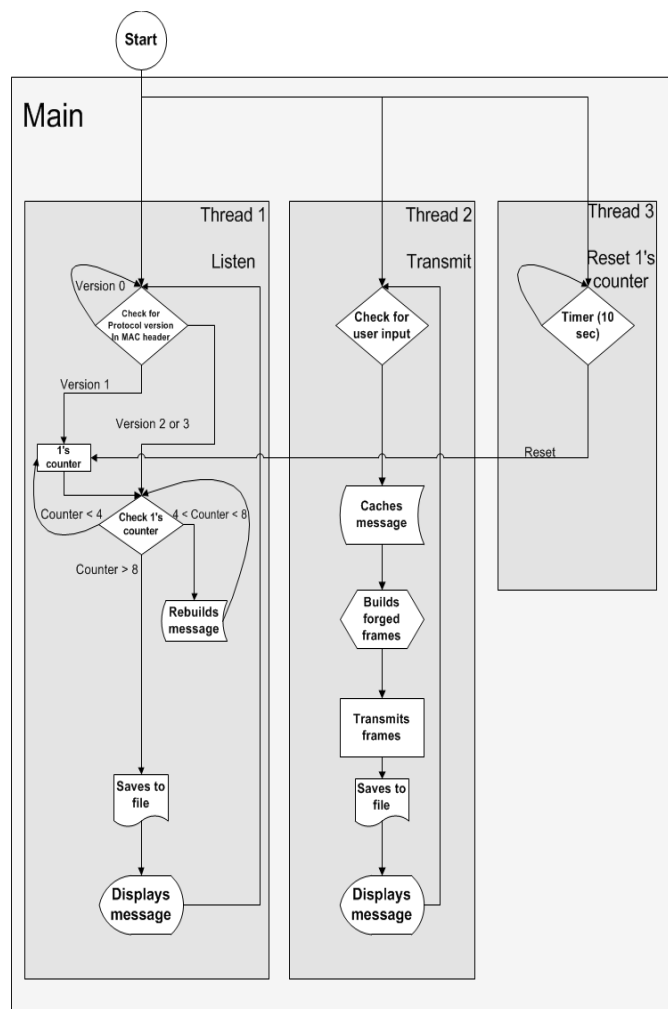 Start
Main
Thread 1
Listen
Version 0
Check for
Protocol version
In MAC header
Version 1
Version 2 or 3
1's
counter
Counter < 4
Check 1's
counter
4 < Counter < 8
Counter > 8
Rebuilds
message
Saves to
file
Displays
message
Thread 2
Transmit
Check for
user input
Caches
message
Builds
forged
frames
Transmits
frames
Saves to
file
Displays
message
Thread 3
Reset 1's
counter
Timer (10
sec)
Reset